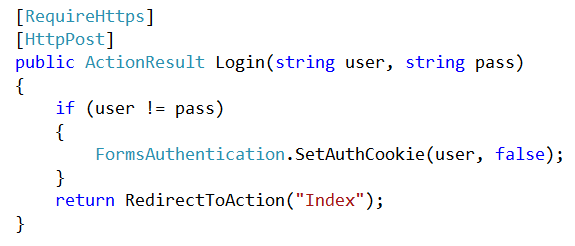 [RequireHttps]
[HttpPost]
public ActionResult Login(string user, string pass)
{
    if (user != pass)
    {
        FormsAuthentication.SetAuthCookie(user, false);
    }
    return RedirectToAction("Index");
}